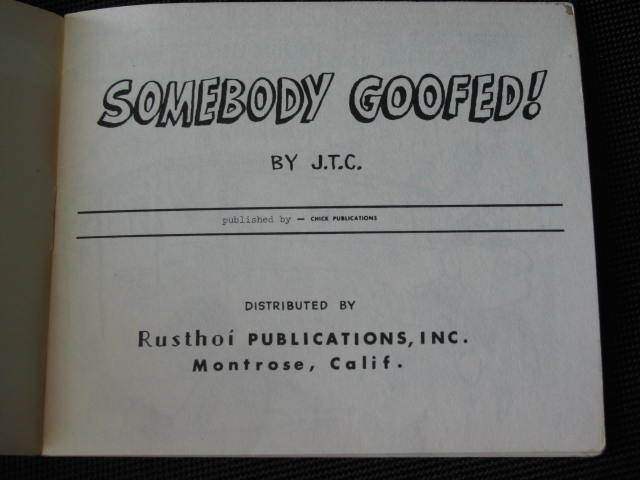 SOMEBODY GOOFED!
BY J.T.C.
published by — CHICK PUBLICATIONS
DISTRIBUTED BY
Rusthoi PUBLICATIONS, INC.
Montrose, Calif.